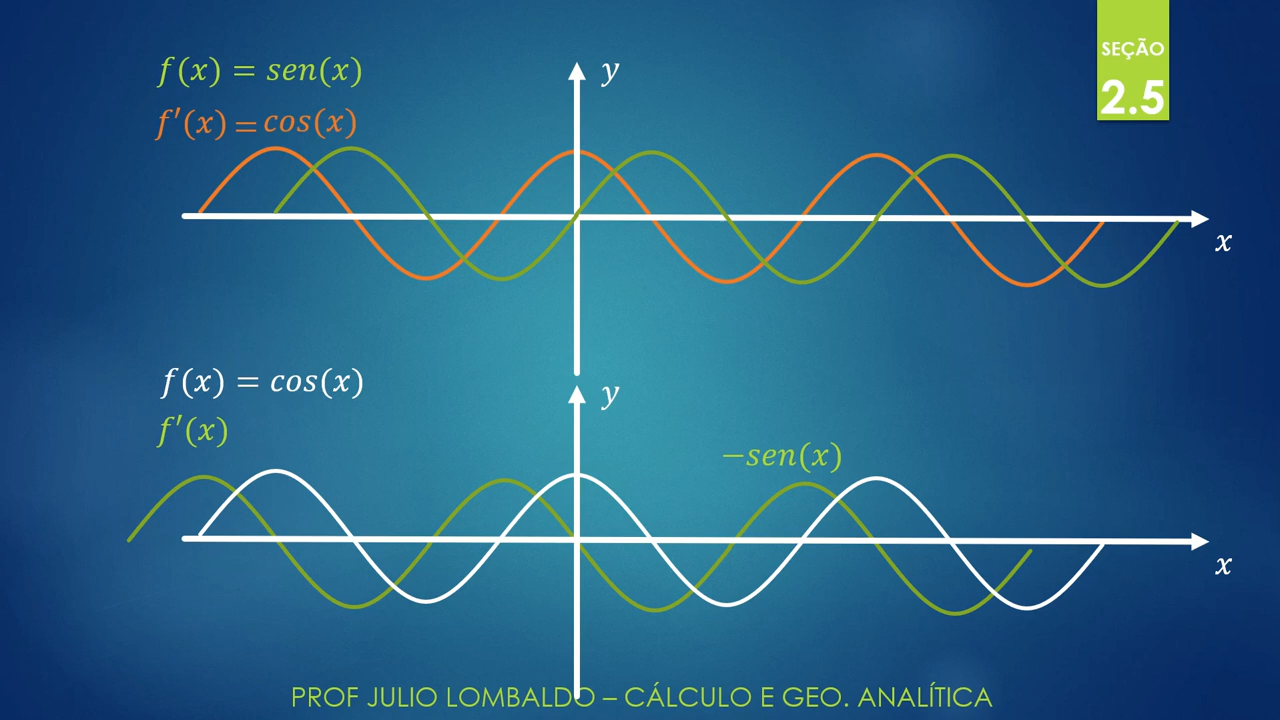 SEÇÃO
2.5
f(x) = sen(x)
y
f'(x) = cos(x)
x
f(x) = cos(x)
y
f'(x)
−sen(x)
x
PROF JULIO LOMBALDO – CÁLCULO E GEO. ANALÍTICA